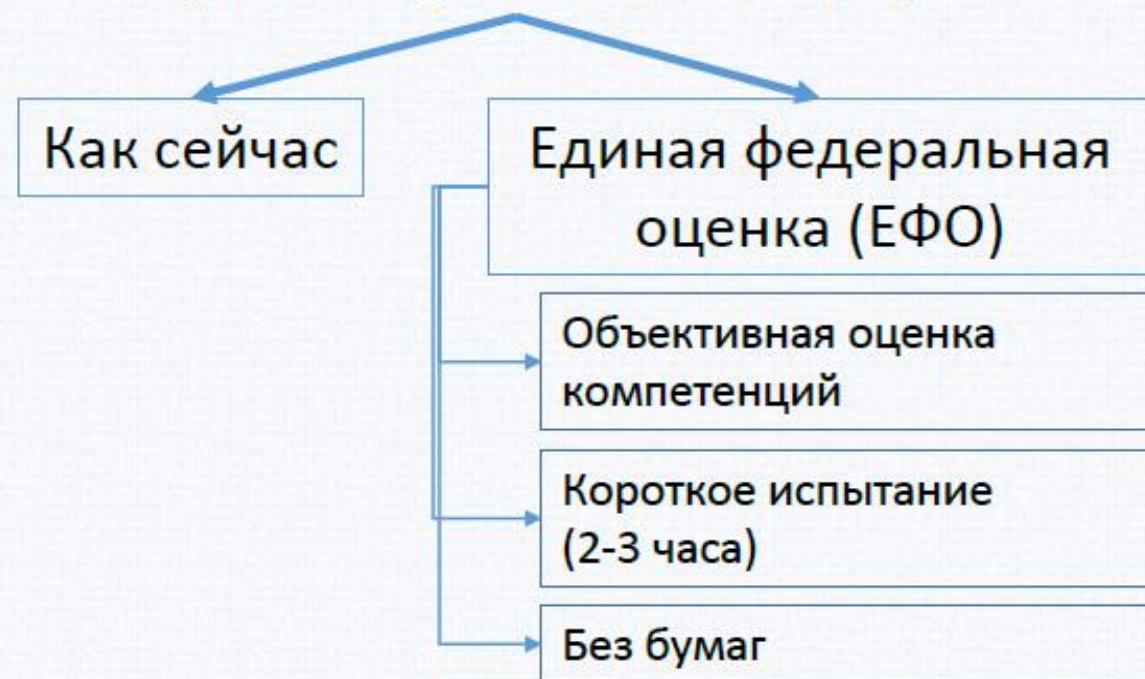 Как сейчас
Единая федеральная
оценка (ЕФО)
Объективная оценка
компетенций
Короткое испытание
(2-3 часа)
Без бумаг